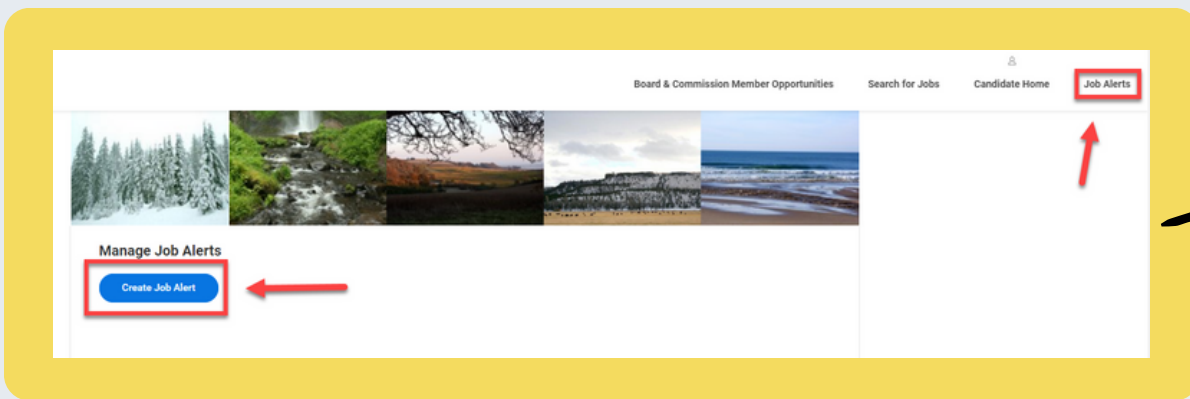 Board & Commission Member Opportunities Search for Jobs Candidate Home Job Alerts
Manage Job Alerts
Create Job Alert